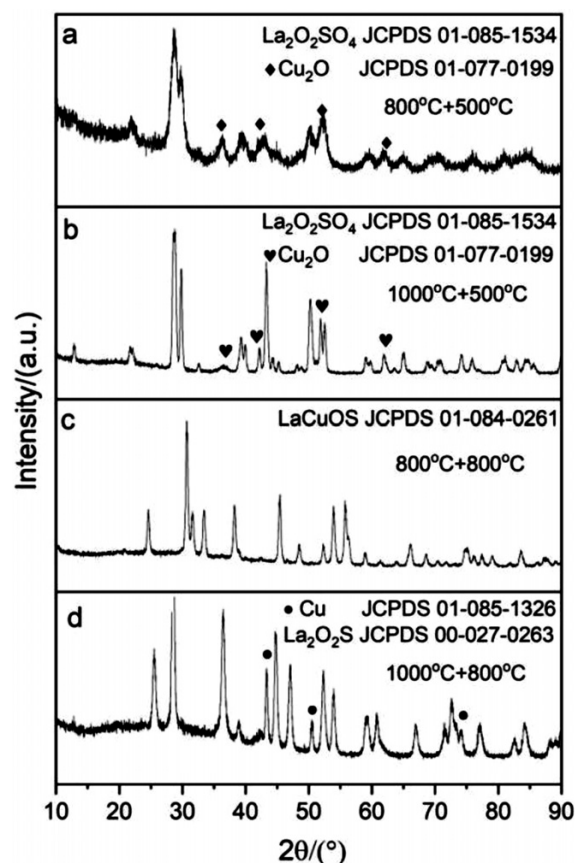 a
La₂O₂SO₄ JCPDS 01-085-1534
♦Cu₂O JCPDS 01-077-0199
800°C+500°C
b
La₂O₂SO₄ JCPDS 01-085-1534
♥Cu₂O JCPDS 01-077-0199
1000°C+500°C
c
LaCuOS JCPDS 01-084-0261
800°C+800°C
d
● Cu JCPDS 01-085-1326
La₂O₂S JCPDS 00-027-0263
1000°C+800°C
Intensity/(a.u.)
10 20 30 40 50 60 70 80 90
2θ/(°)